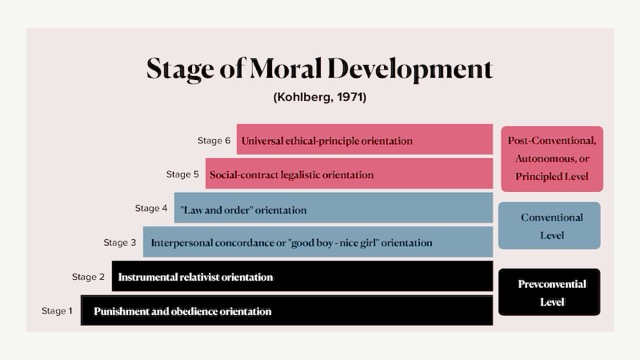 Stage of Moral Development
(Kohlberg, 1971)
Stage 6 Universal ethical-principle orientation
Stage 5 Social-contract legalistic orientation
Stage 4 "Law and order" orientation
Stage 3 Interpersonal concordance or "good boy - nice girl" orientation
Stage 2 Instrumental relativist orientation
Stage 1 Punishment and obedience orientation
Post-Conventional,
Autonomous, or
Principled Level
Conventional
Level
Prevconvential
Level